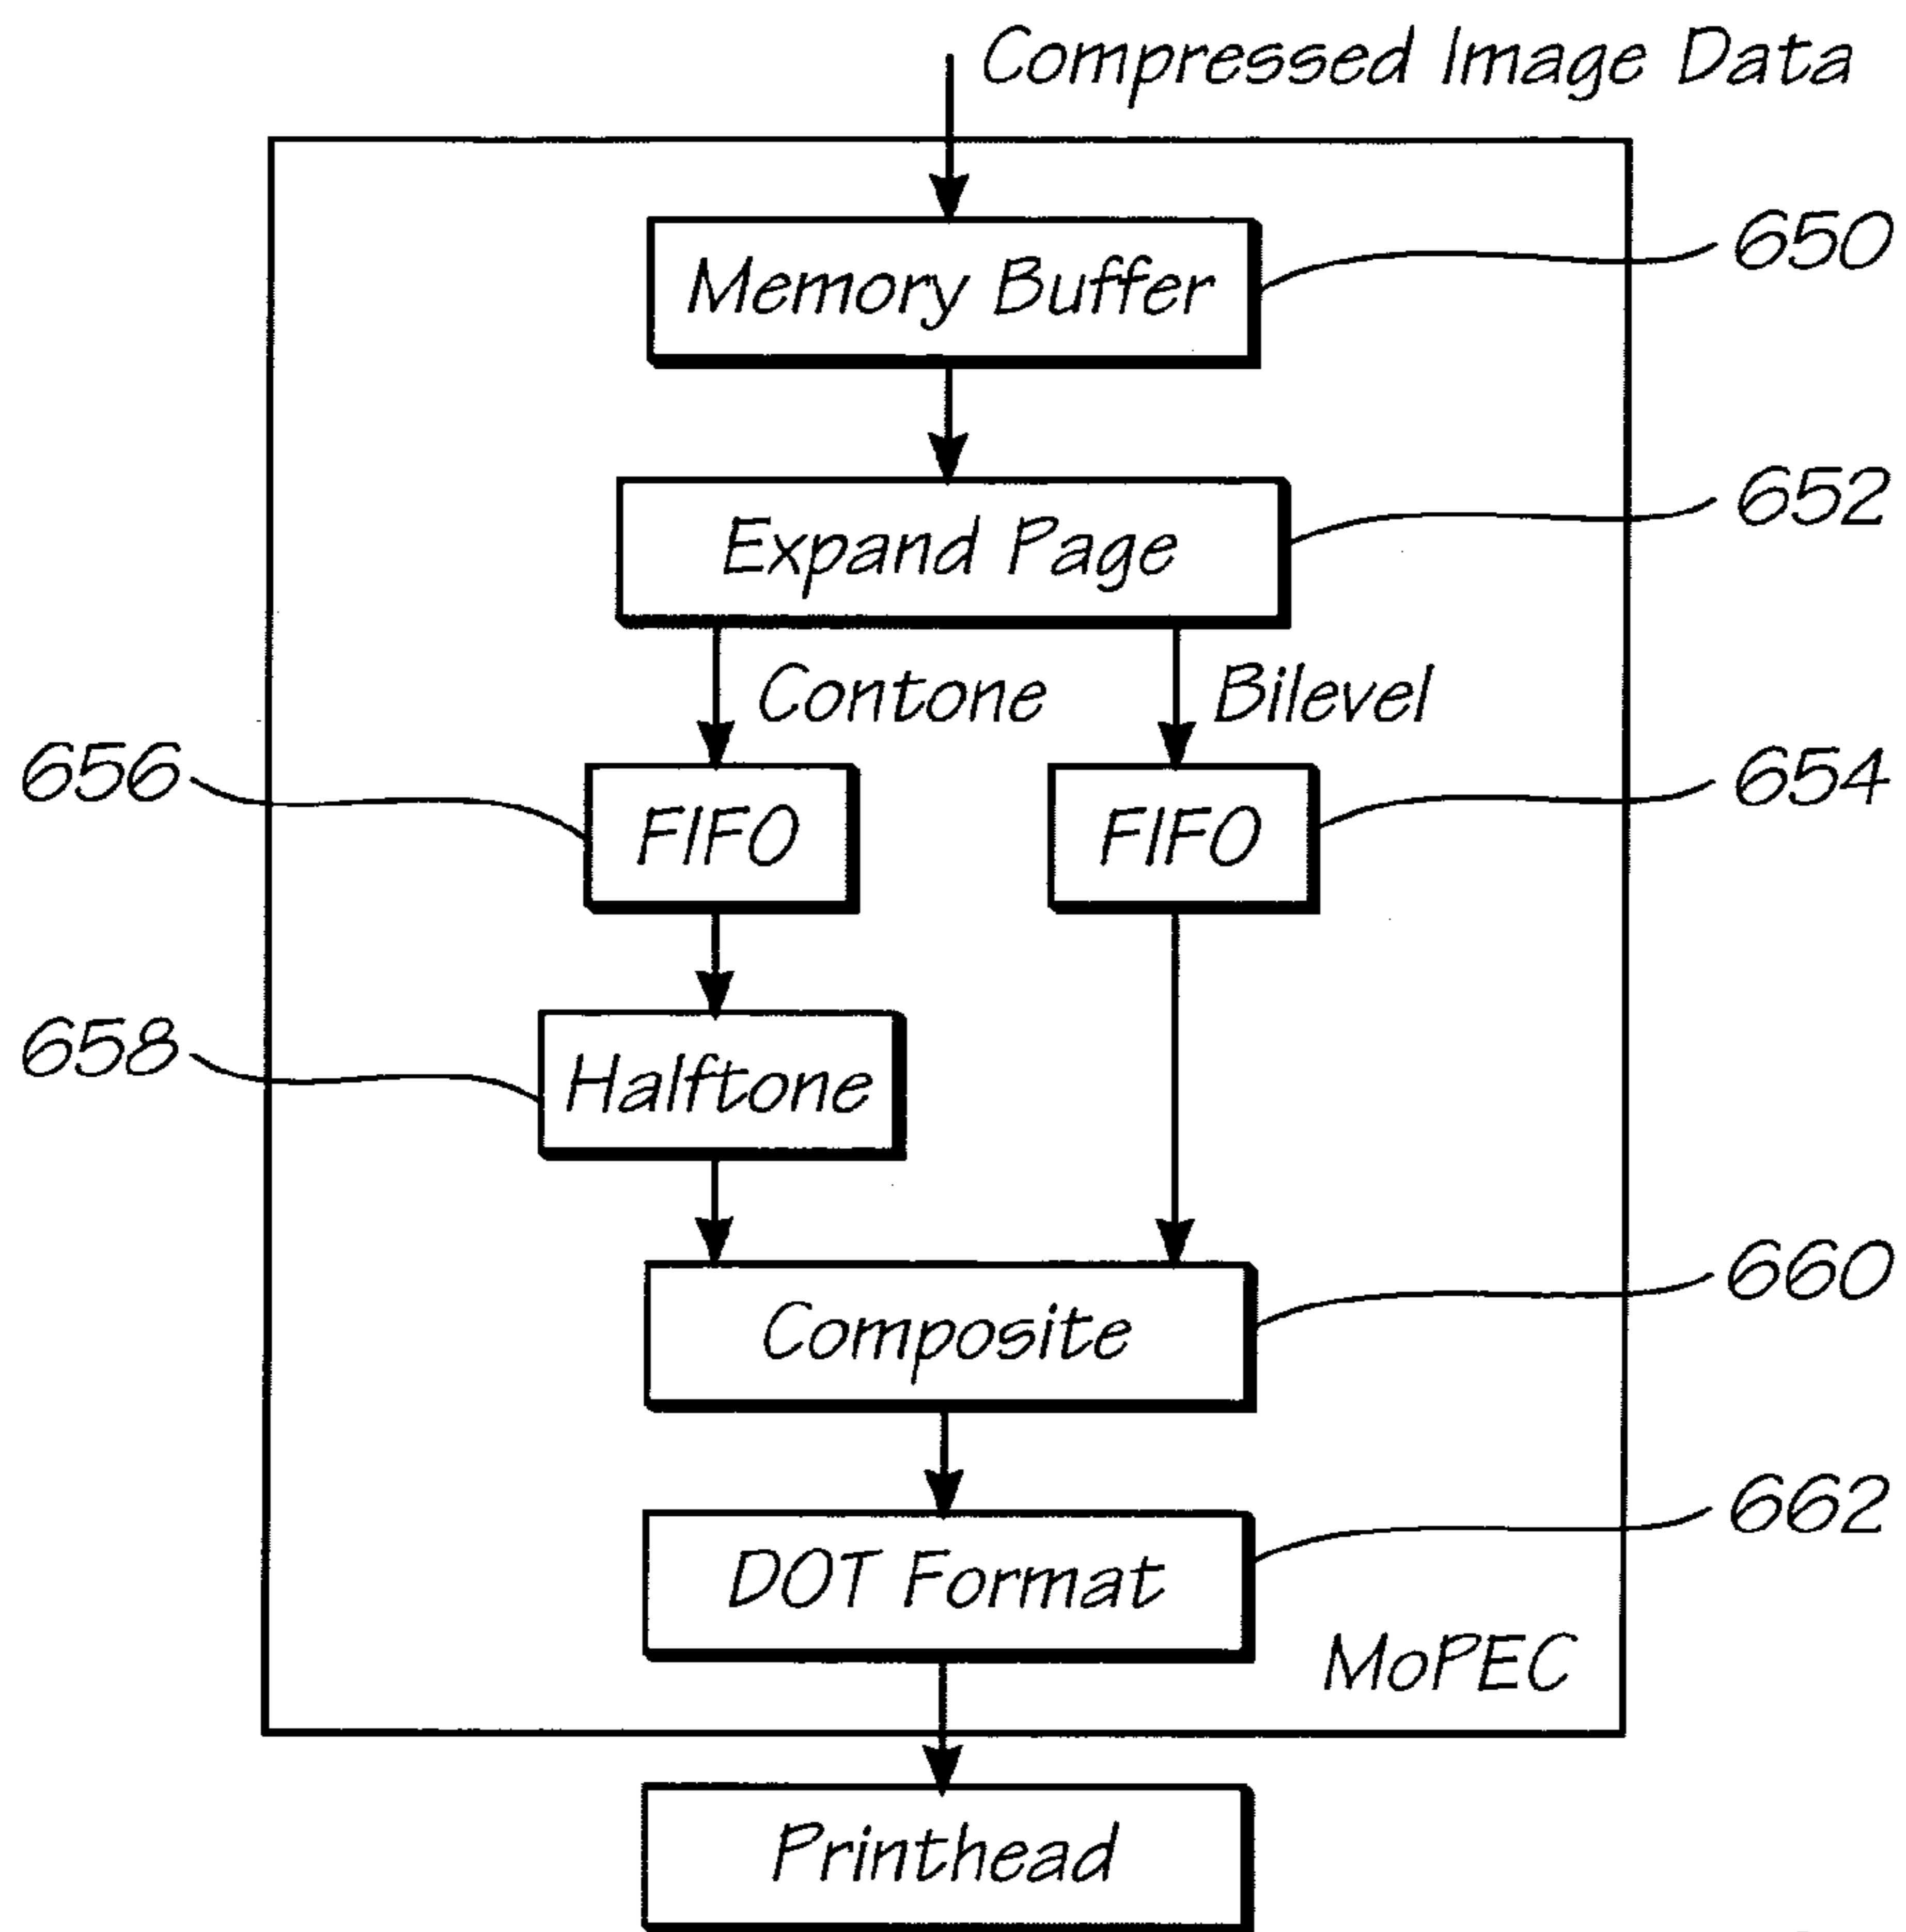 Compressed Image Data
Memory Buffer
650
Expand Page
652
Contone
Bilevel
656
FIFO
FIFO
654
658
Halftone
Composite
660
DOT Format
662
MoPEC
Printhead